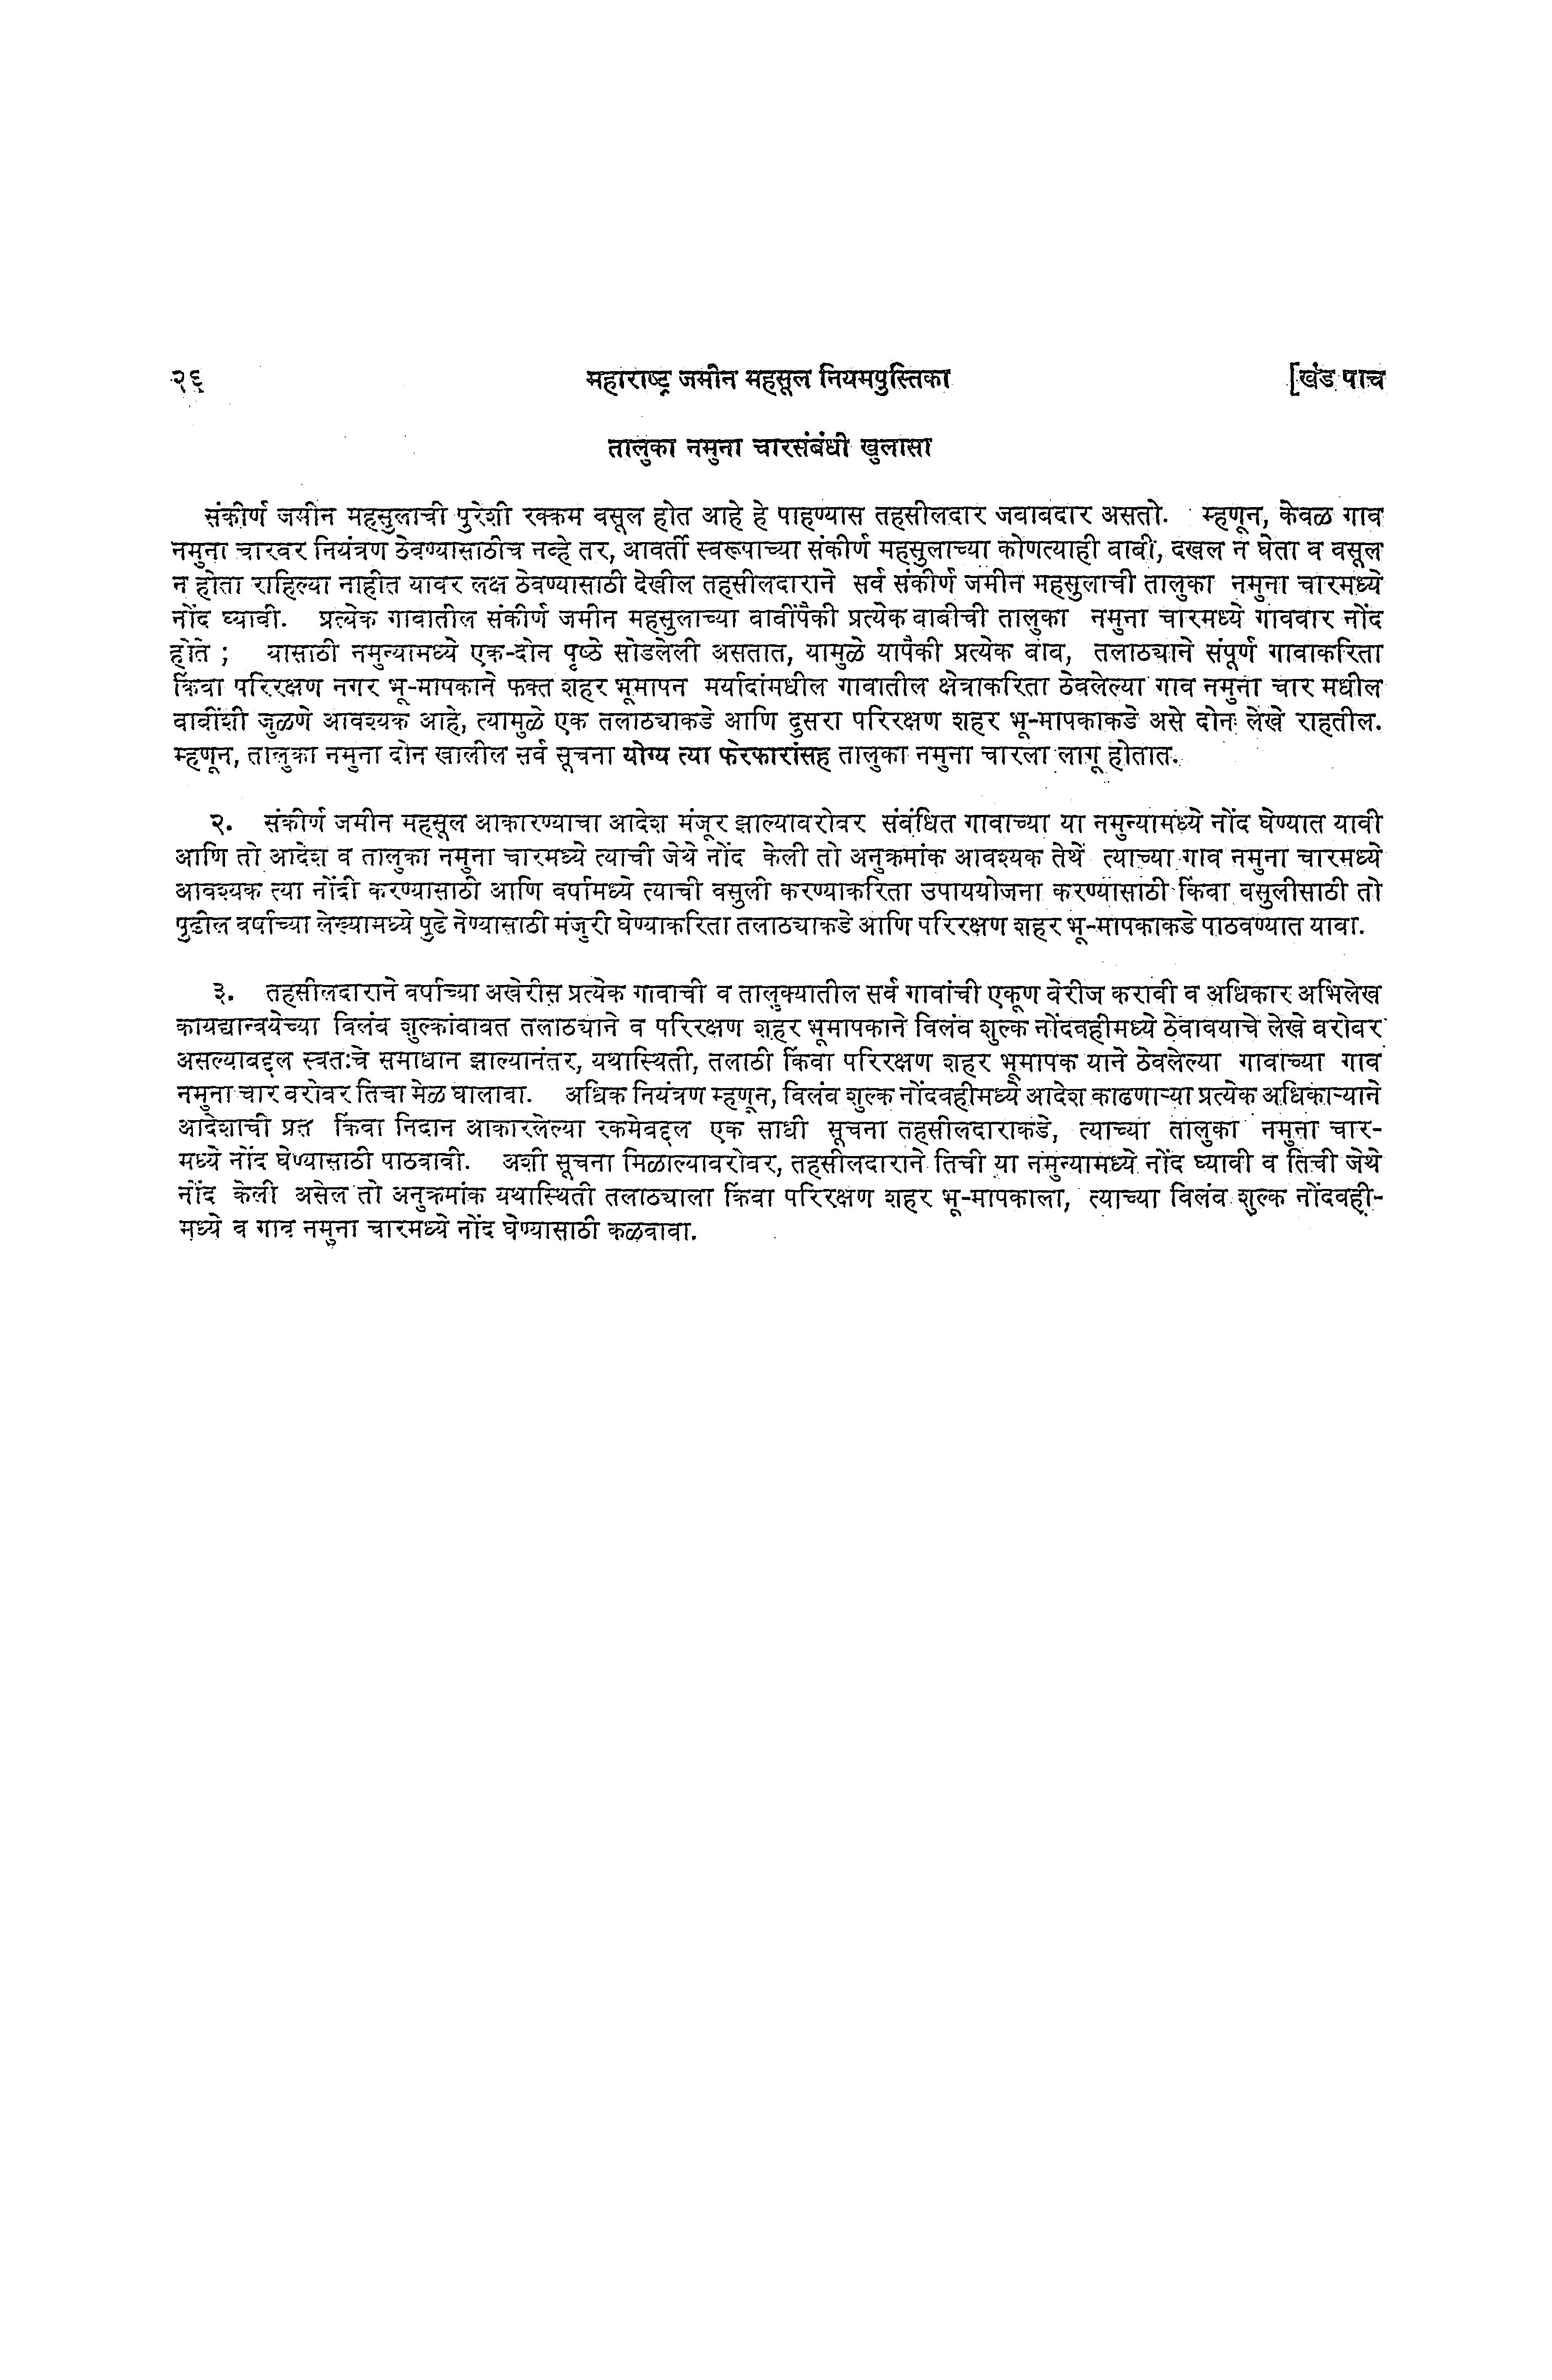 २६ महाराष्ट्र जमीन महसूल नियमपुस्तिका [खंड पाच
तालुका नमुना चारसंबंधी खुलासा
संकीर्ण जमीन महसुलाची पुरेशी रक्कम वसूल होत आहे हे पाहण्यास तहसीलदार जबाबदार असतो. म्हणून, केवळ गाव
नमुना चारवर नियंत्रण ठेवण्यासाठीच नव्हे तर, आवर्ती स्वरूपाच्या संकीर्ण महसुलाच्या कोणत्याही बाबी, दखल न घेता व वसूल
न होता राहिल्या नाहीत यावर लक्ष ठेवण्यासाठी देखील तहसीलदाराने सर्व संकीर्ण जमीन महसुलाची तालुका नमुना चारमध्ये
नोंद घ्यावी. प्रत्येक गावातील संकीर्ण जमीन महसुलाच्या बाबींपैकी प्रत्येक बाबीची तालुका नमुना चारमध्ये गाववार नोंद
होते ; यासाठी नमुन्यामध्ये एक-दोन पृष्ठे सोडलेली असतात, यामुळे यापैकी प्रत्येक बाब, तलाठ्याने संपूर्ण गावाकरिता
किंवा परिरक्षण नगर भू-मापकाने फक्त शहर भूमापन मर्यादांमधील गावातील क्षेत्राकरिता ठेवलेल्या गाव नमुना चार मधील
बाबींशी जुळणे आवश्यक आहे, त्यामुळे एक तलाठ्याकडे आणि दुसरा परिरक्षण शहर भू-मापकाकडे असे दोन लेखे राहतील.
म्हणून, तालुका नमुना दोन खालील सर्व सूचना योग्य त्या फेरफारांसह तालुका नमुना चारला लागू होतात.
२. संकीर्ण जमीन महसूल आकारण्याचा आदेश मंजूर झाल्याबरोबर संबंधित गावाच्या या नमुन्यामध्ये नोंद घेण्यात यावी
आणि तो आदेश व तालुका नमुना चारमध्ये त्याची जेथे नोंद केली तो अनुक्रमांक आवश्यक तेथे त्याच्या गाव नमुना चारमध्ये
आवश्यक त्या नोंदी करण्यासाठी आणि वर्षामध्ये त्याची वसुली करण्याकरिता उपाययोजना करण्यासाठी किंवा वसुलीसाठी तो
पुढील वर्षाच्या लेख्यामध्ये पुढे नेण्यासाठी मंजुरी घेण्याकरिता तलाठ्याकडे आणि परिरक्षण शहर भू-मापकाकडे पाठवण्यात यावा.
३. तहसीलदाराने वर्षाच्या अखेरीस प्रत्येक गावाची व तालुक्यातील सर्व गावांची एकूण बेरीज करावी व अधिकार अभिलेख
कायद्यान्वयेच्या विलंब शुल्कांबाबत तलाठ्याने व परिरक्षण शहर भूमापकाने विलंब शुल्क नोंदवहीमध्ये ठेवावयाचे लेखे बरोबर
असल्याबद्दल स्वतःचे समाधान झाल्यानंतर, यथास्थिती, तलाठी किंवा परिरक्षण शहर भूमापक याने ठेवलेल्या गावाच्या गाव
नमुना चार बरोबर तिचा मेळ घालावा. अधिक नियंत्रण म्हणून, विलंब शुल्क नोंदवहीमध्ये आदेश काढणाऱ्या प्रत्येक अधिकाऱ्याने
आदेशाची प्रत किंवा निदान आकारलेल्या रकमेबद्दल एक साधी सूचना तहसीलदाराकडे, त्याच्या तालुका नमुना चार-
मध्ये नोंद घेण्यासाठी पाठवावी. अशी सूचना मिळाल्याबरोबर, तहसीलदाराने तिची या नमुन्यामध्ये नोंद घ्यावी व तिची जेथे
नोंद केली असेल तो अनुक्रमांक यथास्थिती तलाठ्याला किंवा परिरक्षण शहर भू-मापकाला, त्याच्या विलंब शुल्क नोंदवही-
मध्ये व गाव नमुना चारमध्ये नोंद घेण्यासाठी कळवावा.